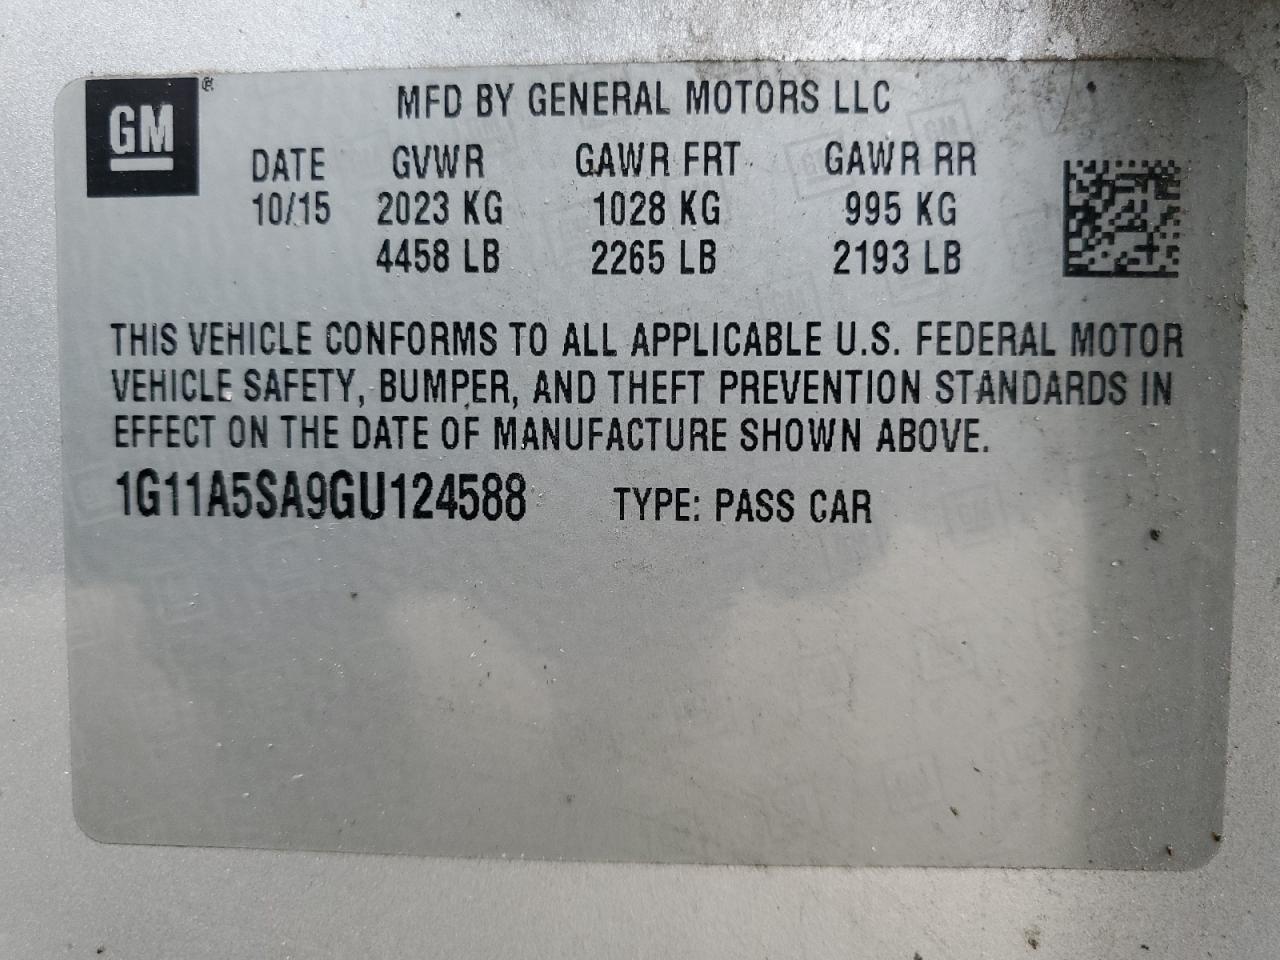 GM
MFD BY GENERAL MOTORS LLC
DATE GVWR GAWR FRT GAWR RR
10/15 2023 KG 1028 KG 995 KG
4458 LB 2265 LB 2193 LB
THIS VEHICLE CONFORMS TO ALL APPLICABLE U.S. FEDERAL MOTOR
VEHICLE SAFETY, BUMPER, AND THEFT PREVENTION STANDARDS IN
EFFECT ON THE DATE OF MANUFACTURE SHOWN ABOVE.
1G11A5SA9GU124588 TYPE: PASS CAR